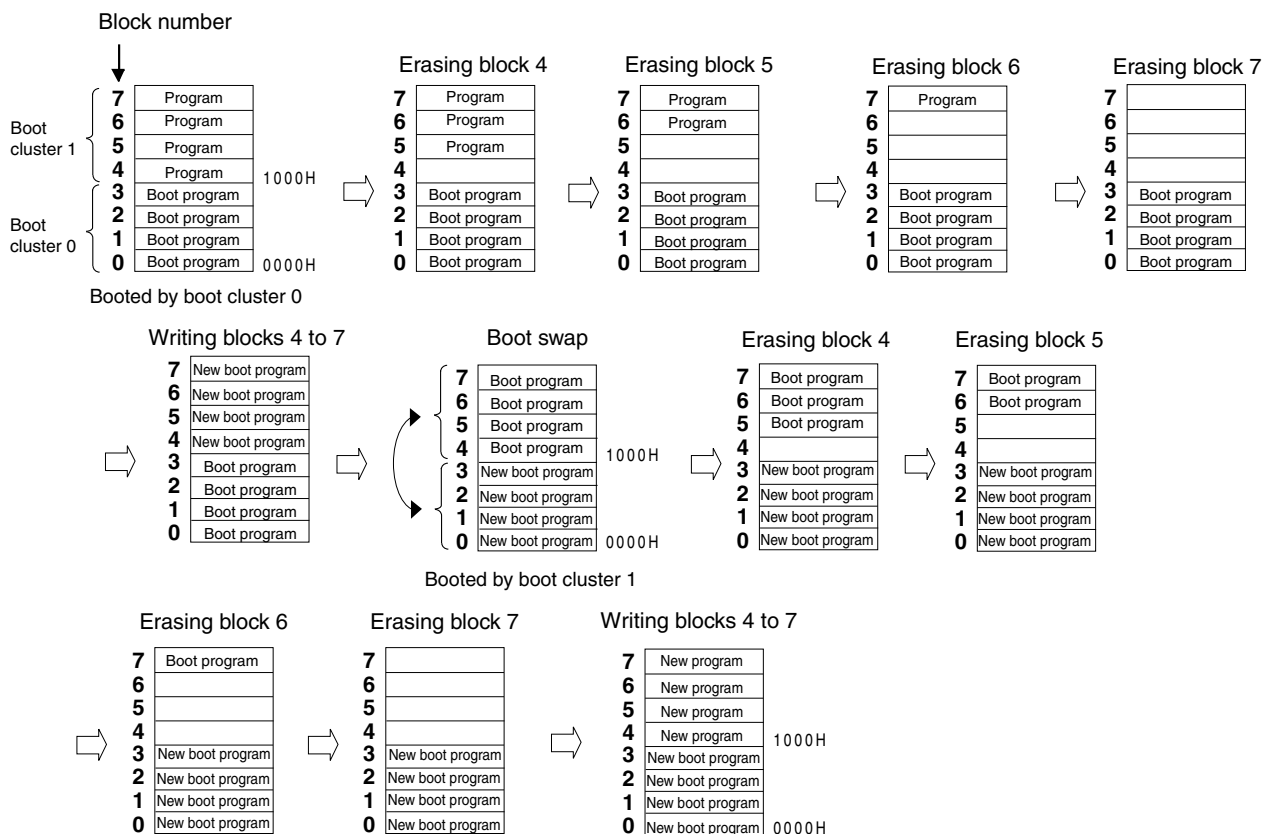 Block number
Erasing block 4
Erasing block 5
Erasing block 6
Erasing block 7
Boot cluster 1
Boot cluster 0
7 Program
6 Program
5 Program
4 Program
1000H
3 Boot program
2 Boot program
1 Boot program
0 Boot program
0000H
Booted by boot cluster 0
7 Program
6 Program
5 Program
4
3 Boot program
2 Boot program
1 Boot program
0 Boot program
7 Program
6 Program
5
4
3 Boot program
2 Boot program
1 Boot program
0 Boot program
7 Program
6
5
4
3 Boot program
2 Boot program
1 Boot program
0 Boot program
7
6
5
4
3 Boot program
2 Boot program
1 Boot program
0 Boot program
Writing blocks 4 to 7
7 New boot program
6 New boot program
5 New boot program
4 New boot program
3 Boot program
2 Boot program
1 Boot program
0 Boot program
Boot swap
7 Boot program
6 Boot program
5 Boot program
4 Boot program
1000H
3 New boot program
2 New boot program
1 New boot program
0 New boot program
0000H
Booted by boot cluster 1
Erasing block 4
7 Boot program
6 Boot program
5 Boot program
4
3 New boot program
2 New boot program
1 New boot program
0 New boot program
Erasing block 5
7 Boot program
6 Boot program
5
4
3 New boot program
2 New boot program
1 New boot program
0 New boot program
Erasing block 6
7 Boot program
6
5
4
3 New boot program
2 New boot program
1 New boot program
0 New boot program
Erasing block 7
7
6
5
4
3 New boot program
2 New boot program
1 New boot program
0 New boot program
Writing blocks 4 to 7
7 New program
6 New program
5 New program
4 New program
1000H
3 New boot program
2 New boot program
1 New boot program
0 New boot program
0000H